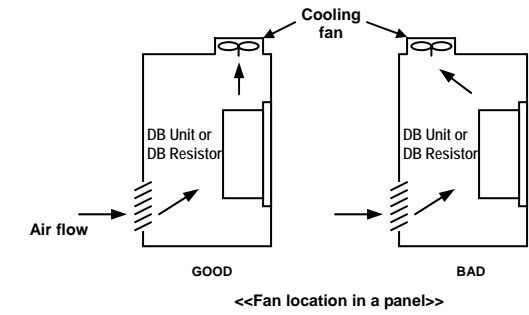 Cooling
fan
DB Unit or
DB Resistor
DB Unit or
DB Resistor
Air flow
GOOD
BAD
<<Fan location in a panel>>